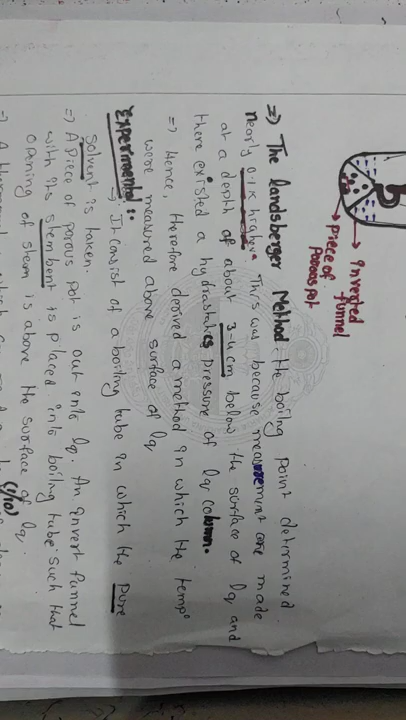 inverted
funnel
piece of
Porous pot
⇒ The landsberger Method: the boiling point determined
nearly 0.1k higher. This was because measurement are made
at a depth of about 3-4 cm below the surface of lq and
there existed a hydrastates pressure of lq column.
⇒ Hence, therefore derived a method in which the temp.
were measured above surface of lq
Experimental:
⇒ It consist of a boiling tube in which the pure
solvent is taken
⇒ A piece of porous pot is out into lq. An invert funnel
with its stem bent is placed into boiling tube such that
opening of steam is above the surface of lq.
(1/10)